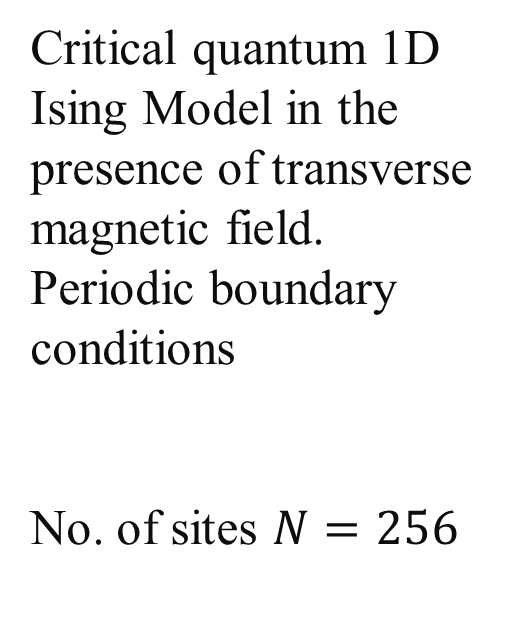 Critical quantum 1D
Ising Model in the
presence of transverse
magnetic field.
Periodic boundary
conditions
No. of sites N = 256